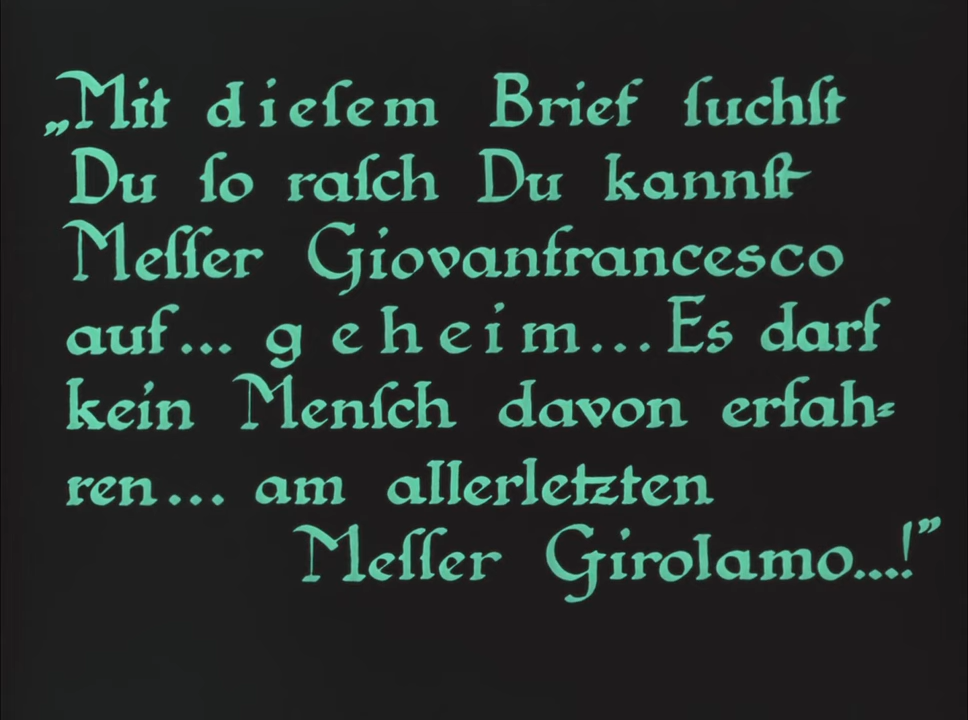 „Mit d i e ſ e m Brief ſuchſt
Du ſo raſch Du kannſt
Meſſer Giovanfrancesco
auf... g e h e i m ... Es darf
kein Menſch davon erfah⸗
ren... am allerletzten
Meſſer Girolamo....!”